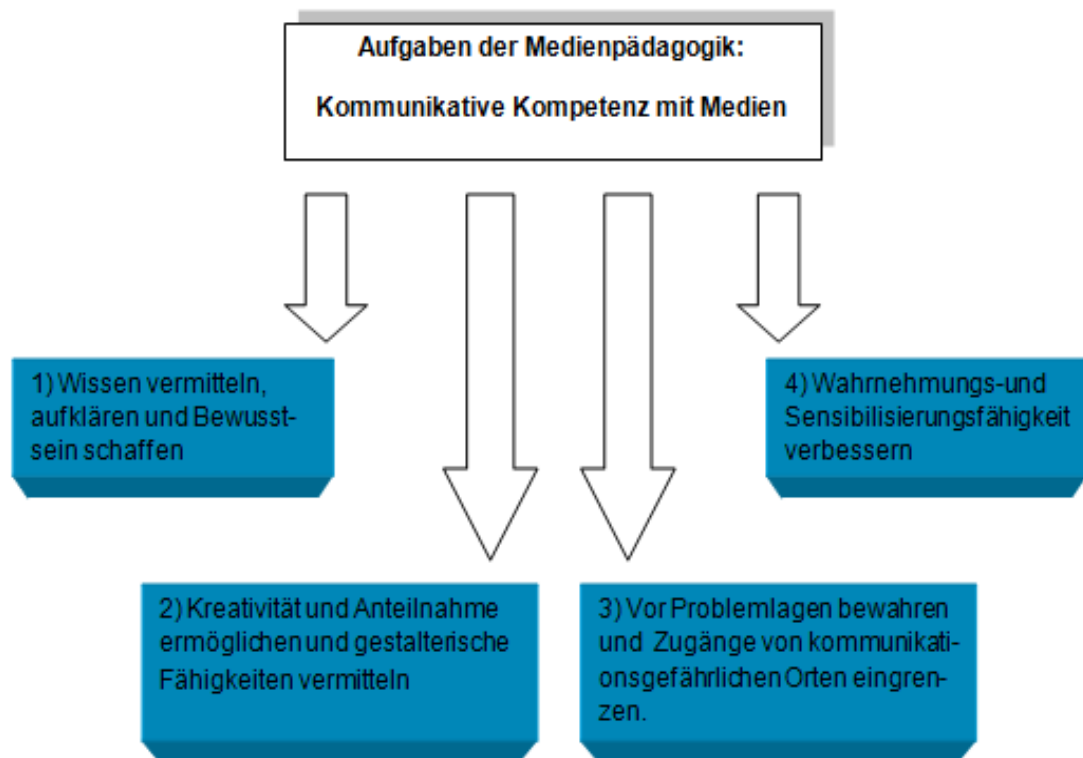 Aufgaben der Medienpädagogik:
Kommunikative Kompetenz mit Medien
1) Wissen vermitteln,
aufklären und Bewusst-
sein schaffen
2) Kreativität und Anteilnahme
ermöglichen und gestalterische
Fähigkeiten vermitteln
3) Vor Problemlagen bewahren
und Zugänge von kommunikati-
onsgefährlichen Orten eingren-
zen.
4) Wahrnehmungs-und
Sensibilisierungsfähigkeit
verbessern